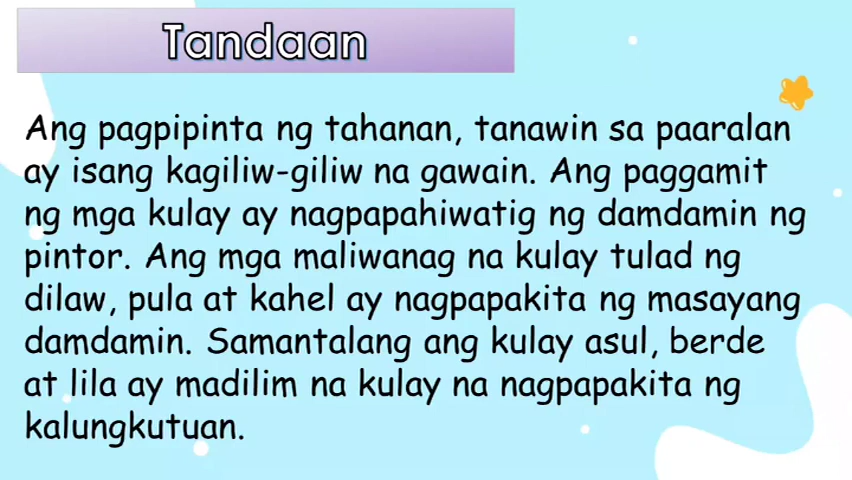 Tandaan
Ang pagpipinta ng tahanan, tanawin sa paaralan
ay isang kagiliw-giliw na gawain. Ang paggamit
ng mga kulay ay nagpapahiwatig ng damdamin ng
pintor. Ang mga maliwanag na kulay tulad ng
dilaw, pula at kahel ay nagpapakita ng masayang
damdamin. Samantalang ang kulay asul, berde
at lila ay madilim na kulay na nagpapakita ng
kalungkutuan.